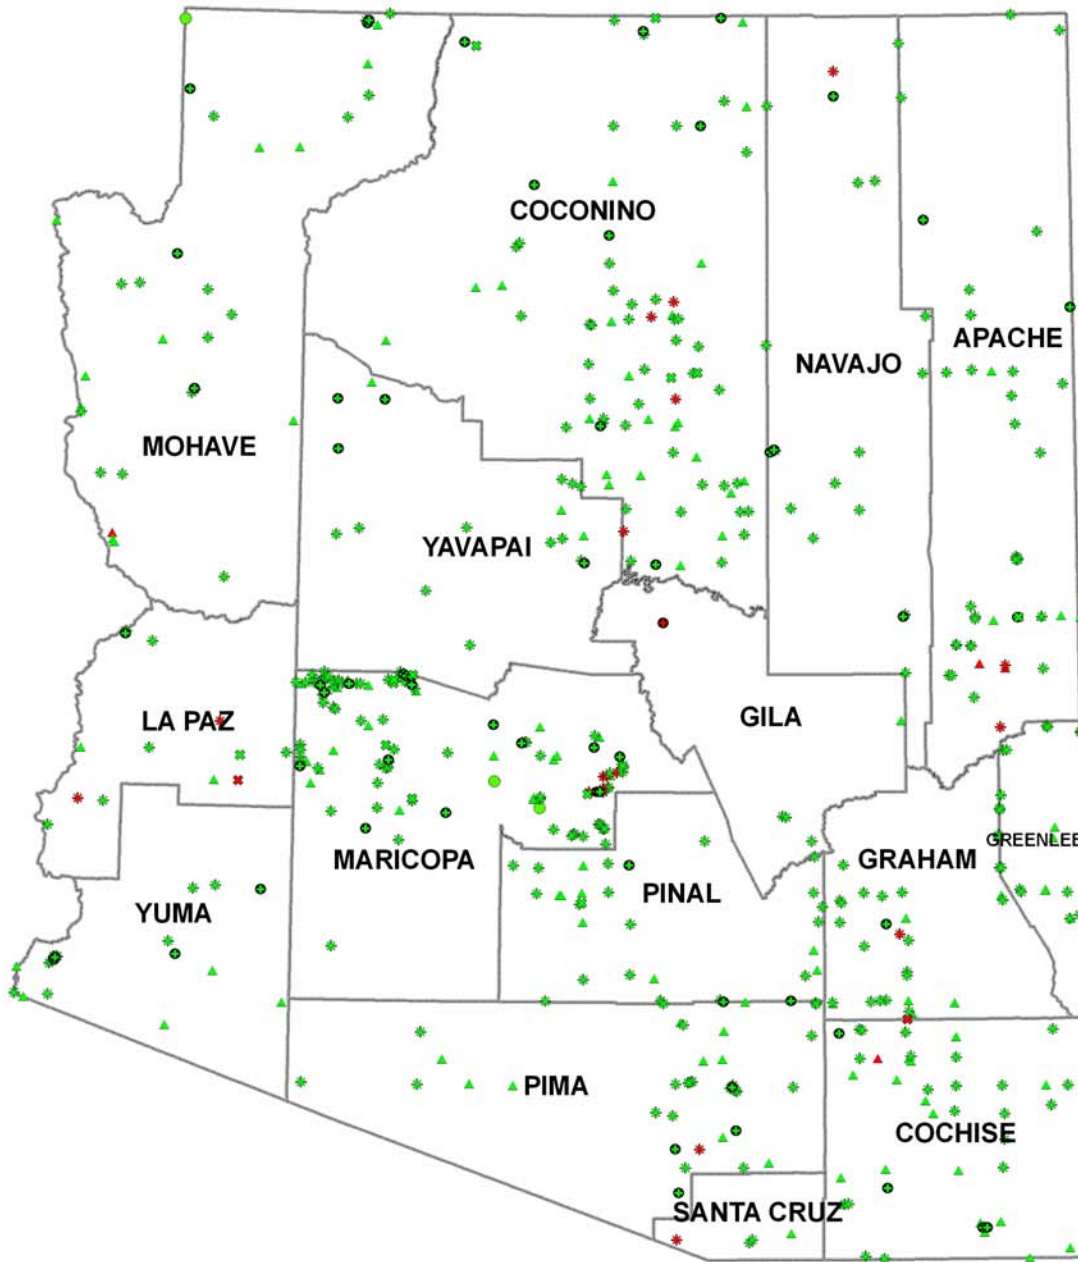 COCONINO
APACHE
NAVAJO
MOHAVE
YAVAPAI
LA PAZ
GILA
GREENLEE
MARICOPA
GRAHAM
PINAL
YUMA
PIMA
COCHISE
SANTA CRUZ